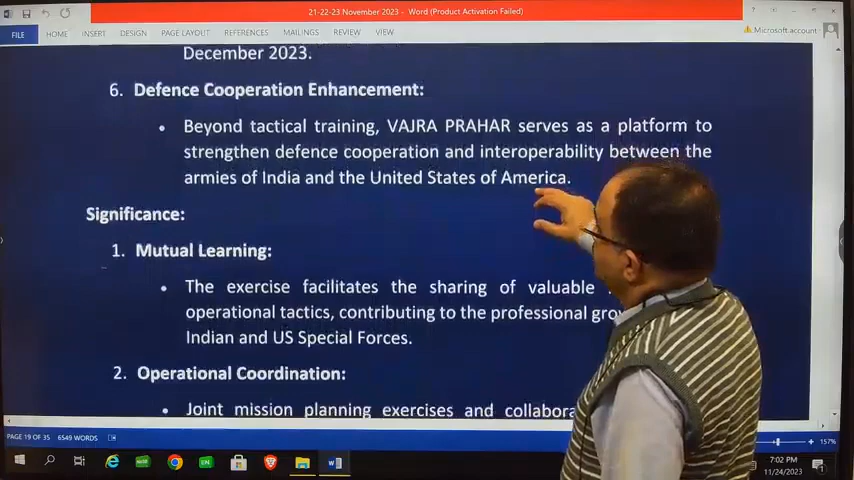 21-22-23 November 2023 - Word (Product Activation Failed)
FILE HOME INSERT DESIGN PAGE LAYOUT REFERENCES MAILINGS REVIEW VIEW Microsoft account
December 2023.
6. Defence Cooperation Enhancement:
• Beyond tactical training, VAJRA PRAHAR serves as a platform to
strengthen defence cooperation and interoperability between the
armies of India and the United States of America.
Significance:
1. Mutual Learning:
• The exercise facilitates the sharing of valuable
operational tactics, contributing to the professional
Indian and US Special Forces.
2. Operational Coordination:
• Joint mission planning exercises and
PAGE 19 OF 35 6549 WORDS 157%
7:02 PM
11/24/2023